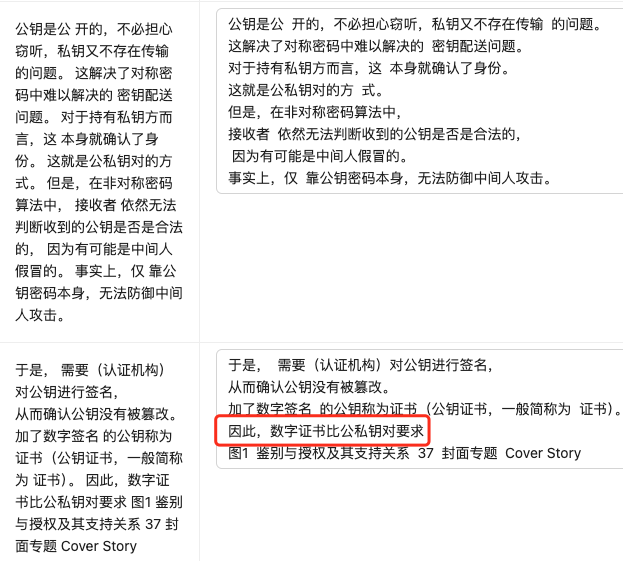 公钥是公 开的，不必担心
窃听，私钥又不存在传输
的问题。 这解决了对称密
码中难以解决的 密钥配送
问题。 对于持有私钥方而
言，这 本身就确认了身
份。 这就是公私钥对的方
式。 但是，在非对称密码
算法中， 接收者 依然无法
判断收到的公钥是否是合法
的， 因为有可能是中间人
假冒的。 事实上，仅 靠公
钥密码本身，无法防御中间
人攻击。
公钥是公  开的，不必担心窃听，私钥又不存在传输  的问题。
这解决了对称密码中难以解决的  密钥配送问题。
对于持有私钥方而言，这  本身就确认了身份。
这就是公私钥对的方  式。
但是，在非对称密码算法中，
接收者  依然无法判断收到的公钥是否是合法的，
因为有可能是中间人假冒的。
事实上，仅  靠公钥密码本身，无法防御中间人攻击。
于是， 需要（认证机构）
对公钥进行签名，
从而确认公钥没有被篡改。
加了数字签名 的公钥称为
证书（公钥证书，一般简称
为 证书）。 因此，数字证
书比公私钥对要求 图1 鉴别
与授权及其支持关系 37 封
面专题 Cover Story
于是，  需要（认证机构）对公钥进行签名，
从而确认公钥没有被篡改。
加了数字签名  的公钥称为证书（公钥证书，一般简称为  证书）。
因此，数字证书比公私钥对要求
图1  鉴别与授权及其支持关系  37  封面专题  Cover Story